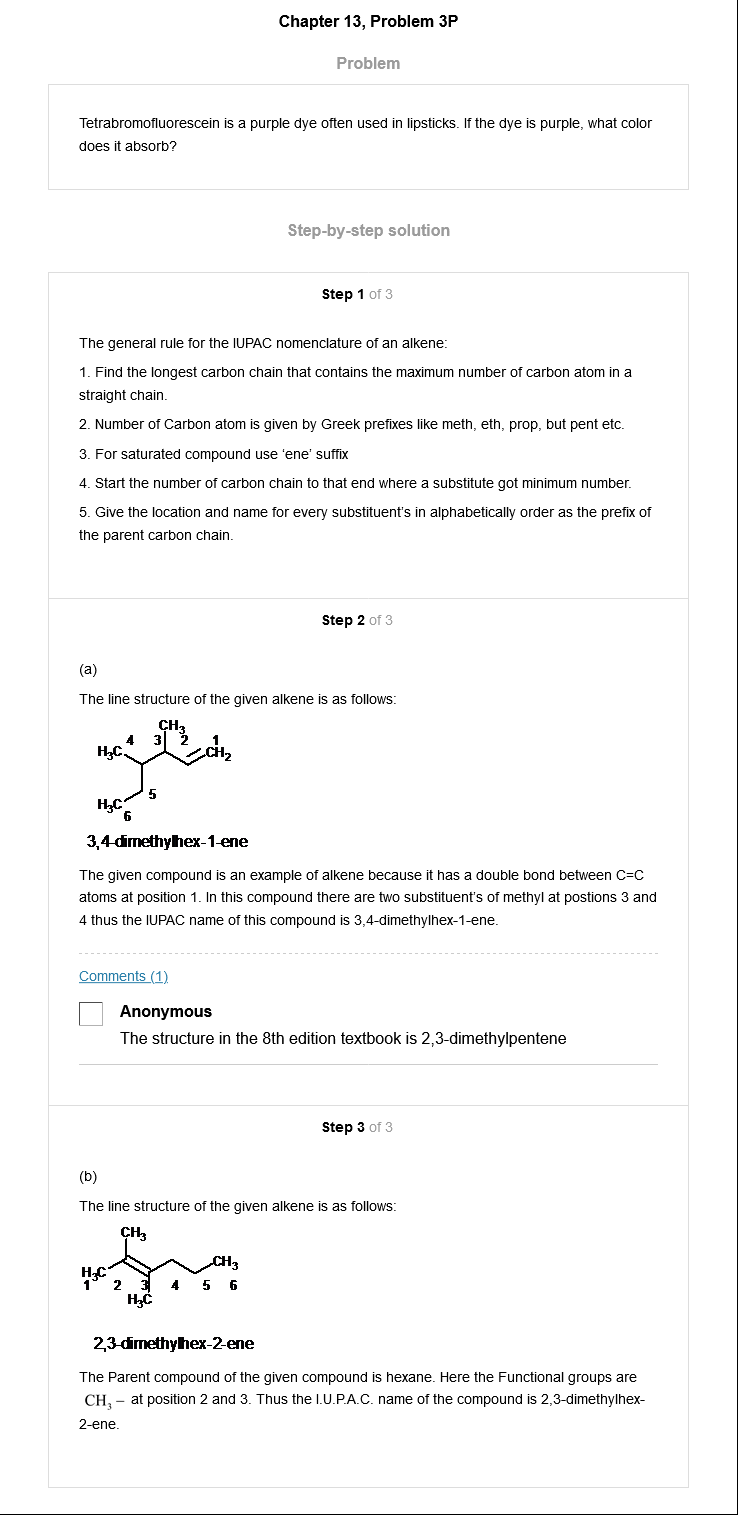 Chapter 13, Problem 3P
Problem
Tetrabromofluorescein is a purple dye often used in lipsticks. If the dye is purple, what color
does it absorb?
Step-by-step solution
Step 1 of 3
The general rule for the IUPAC nomenclature of an alkene:
1. Find the longest carbon chain that contains the maximum number of carbon atom in a
straight chain.
2. Number of Carbon atom is given by Greek prefixes like meth, eth, prop, but pent etc.
3. For saturated compound use ‘ene’ suffix
4. Start the number of carbon chain to that end where a substitute got minimum number.
5. Give the location and name for every substituent’s in alphabetically order as the prefix of
the parent carbon chain.
Step 2 of 3
(a)
The line structure of the given alkene is as follows:
CH3
4 3 2 1
H3C CH2
5
H3C
6
3,4-dimethylhex-1-ene
The given compound is an example of alkene because it has a double bond between C=C
atoms at position 1. In this compound there are two substituent’s of methyl at postions 3 and
4 thus the IUPAC name of this compound is 3,4-dimethylhex-1-ene.
Comments (1)
Anonymous
The structure in the 8th edition textbook is 2,3-dimethylpentene
Step 3 of 3
(b)
The line structure of the given alkene is as follows:
CH3
CH3
H3C
1 2 3 4 5 6
H3C
2,3-dimethylhex-2-ene
The Parent compound of the given compound is hexane. Here the Functional groups are
CH3 – at position 2 and 3. Thus the I.U.P.A.C. name of the compound is 2,3-dimethylhex-
2-ene.